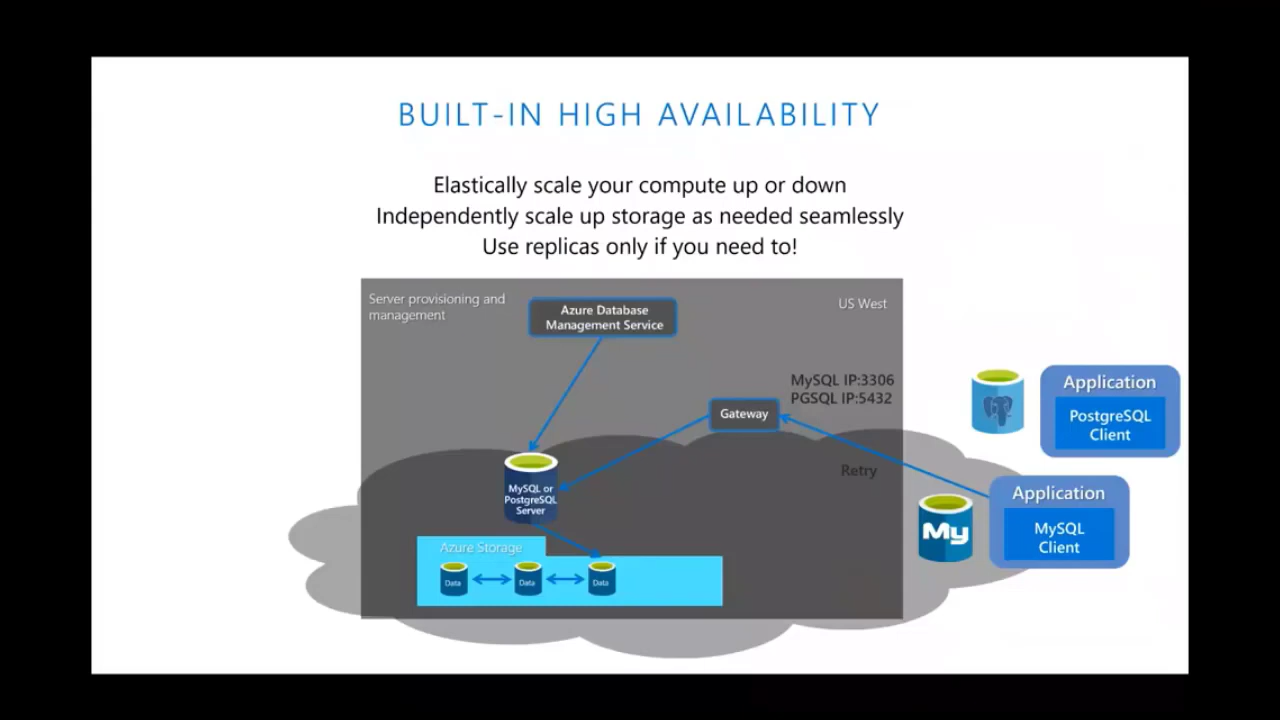 BUILT-IN HIGH AVAILABILITY
Elastically scale your compute up or down
Independently scale up storage as needed seamlessly
Use replicas only if you need to!
Server provisioning and
management
Azure Database
Management Service
US West
MySQL IP:3306
PGSQL IP:5432
Gateway
Retry
Application
PostgreSQL
Client
Application
MySQL
Client
My
MySQL or
PostgreSQL
Server
Azure Storage
Data
Data
Data